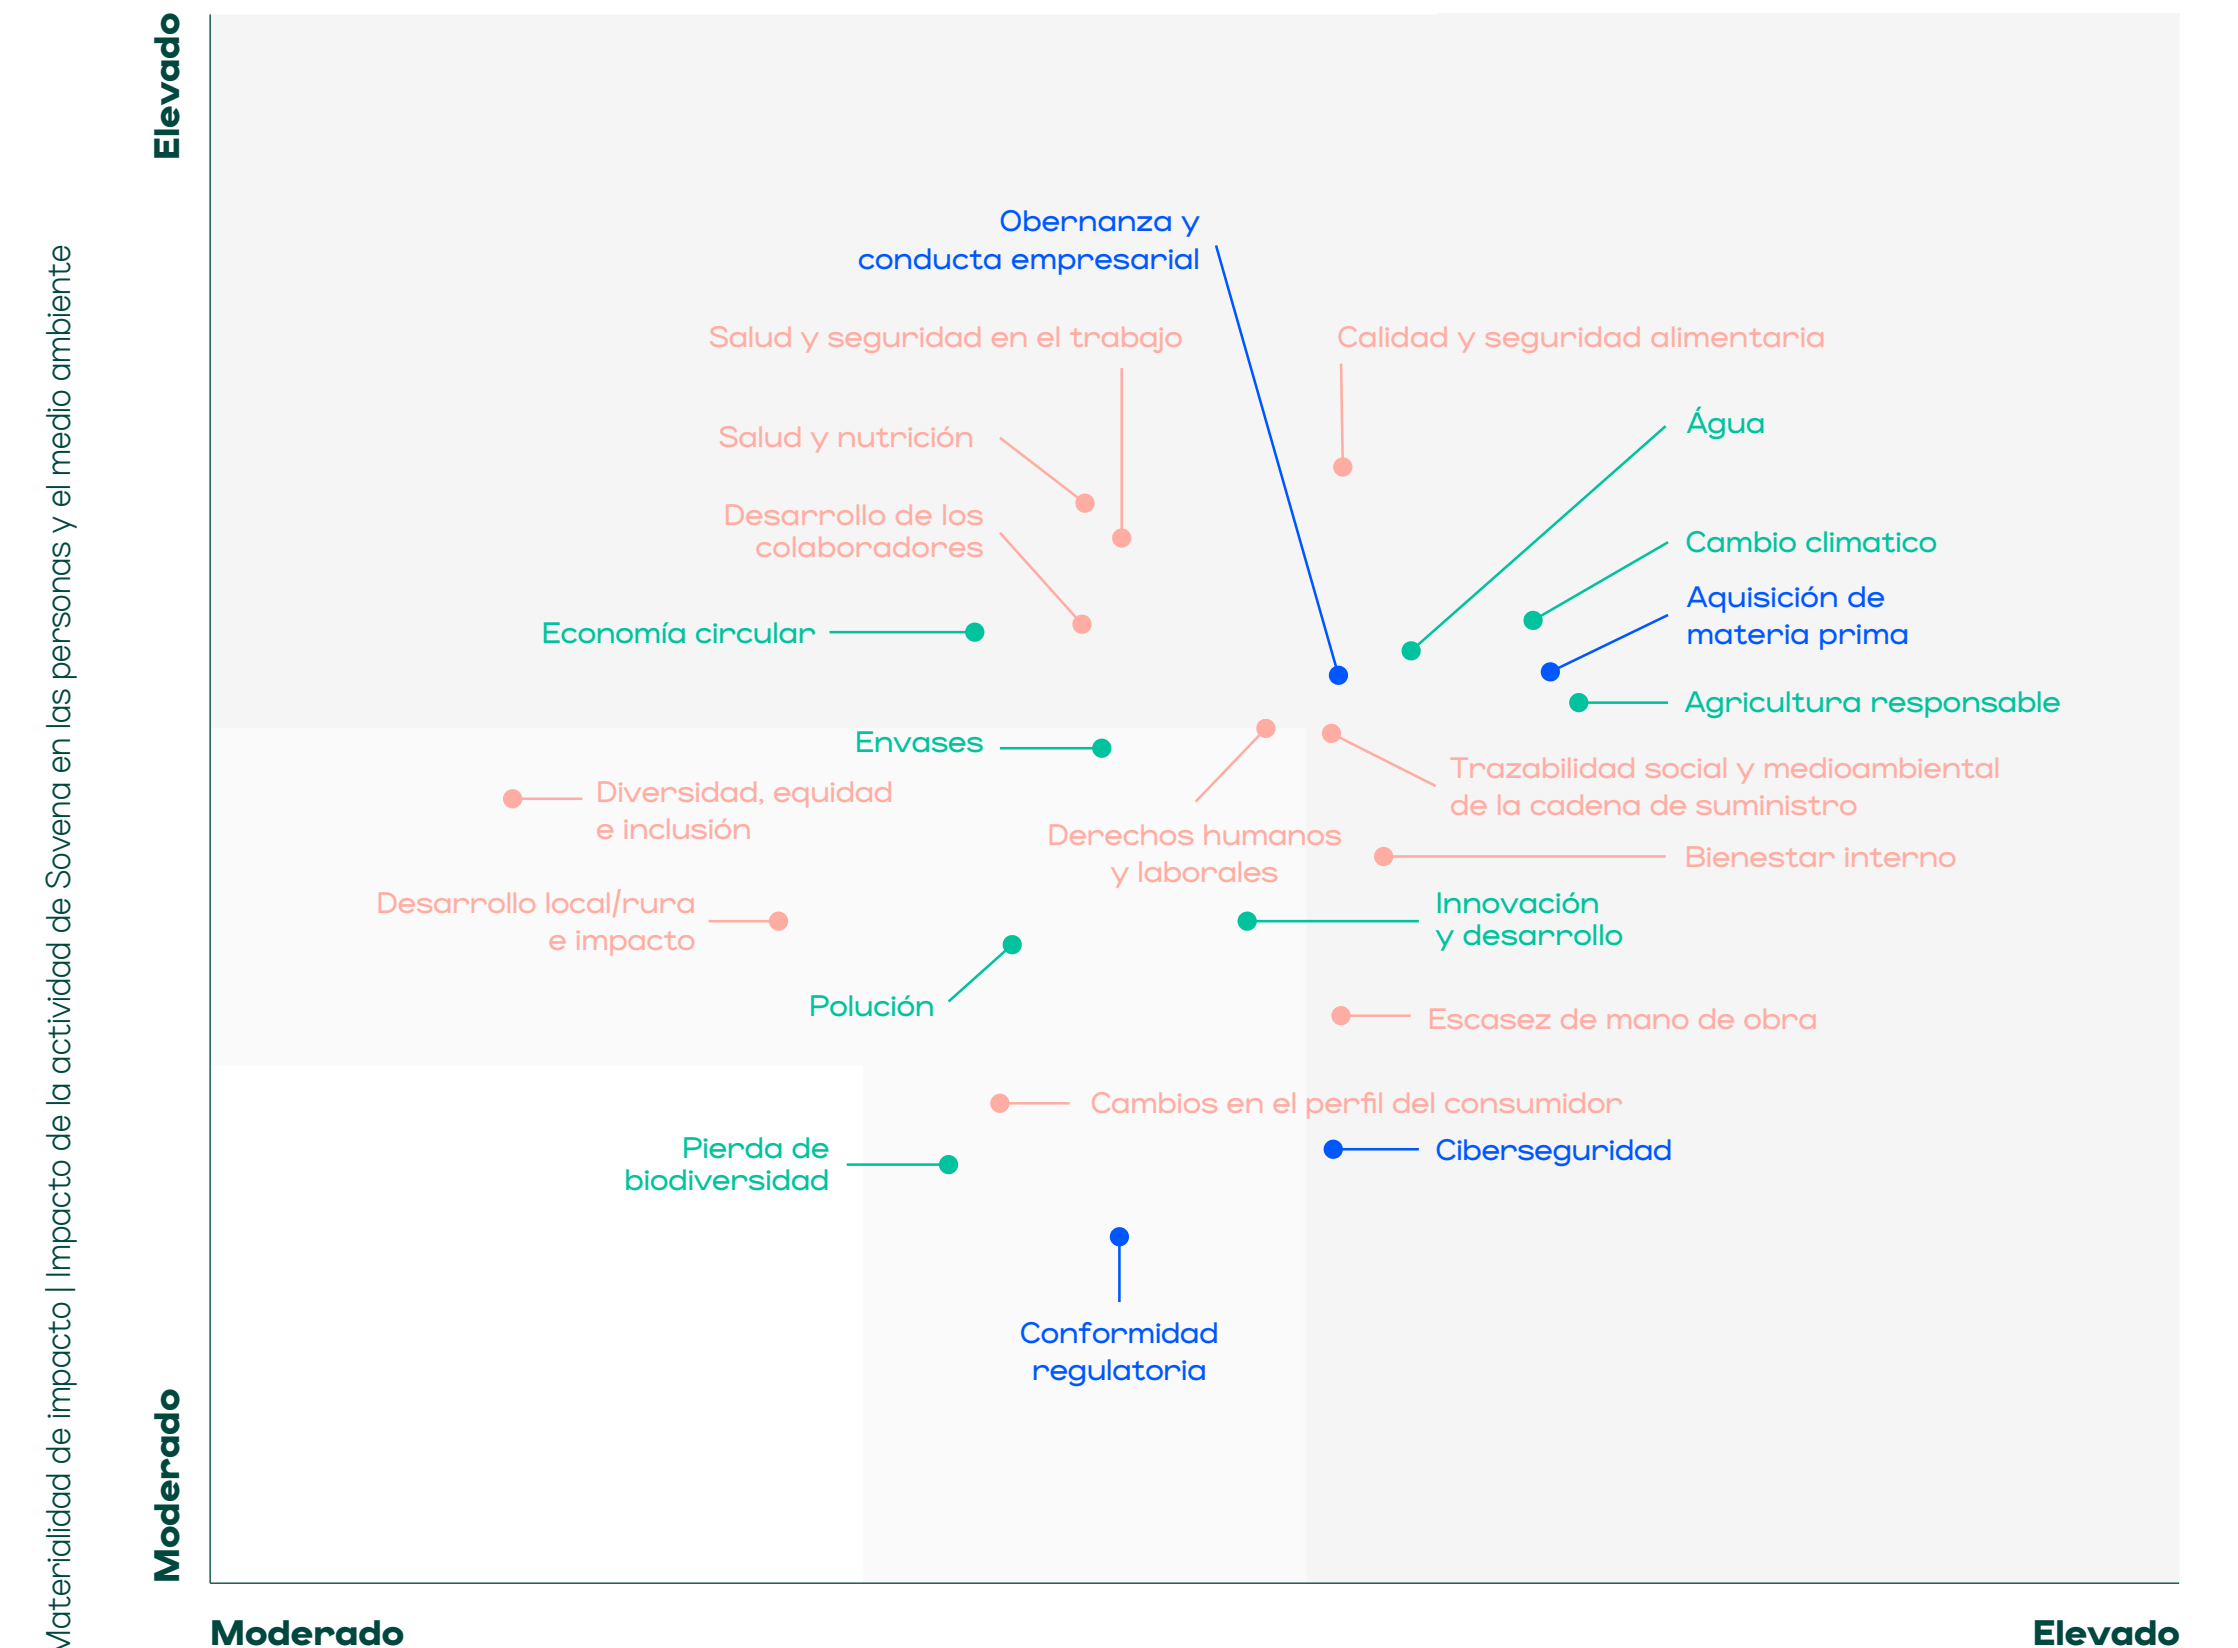 Elevado
Materialidad de impacto | Impacto de la actividad de Sovena en las personas y el medio ambiente
Obernanza y
conducta empresarial
Salud y seguridad en el trabajo
Calidad y seguridad alimentaria
Água
Salud y nutrición
Desarrollo de los
colaboradores
Cambio climatico
Aquisición de
materia prima
Economía circular
Agricultura responsable
Envases
Trazabilidad social y medioambiental
de la cadena de suministro
Diversidad, equidad
e inclusión
Derechos humanos
y laborales
Bienestar interno
Desarrollo local/rura
e impacto
Innovación
y desarrollo
Polución
Escasez de mano de obra
Cambios en el perfil del consumidor
Pierda de
biodiversidad
Ciberseguridad
Conformidad
regulatoria
Moderado
Moderado
Elevado